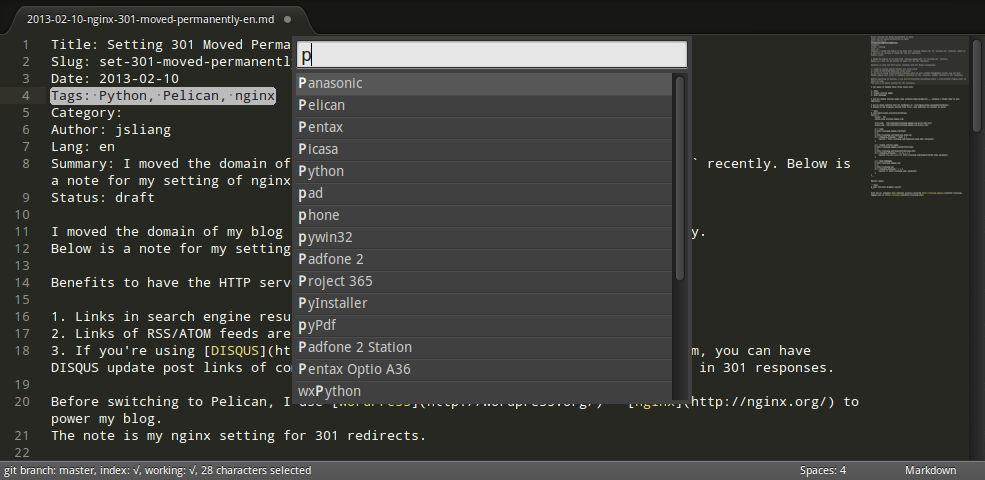 2013-02-10-nginx-301-moved-permanently-en.md
1 Title: Setting 301 Moved Perma
2 Slug: set-301-moved-permanentl
3 Date: 2013-02-10
4 Tags: Python, Pelican, nginx
5 Category:
6 Author: jsliang
7 Lang: en
8 Summary: I moved the domain of ` recently. Below is
a note for my setting of nginx
9 Status: draft
10
11 I moved the domain of my blog y.
12 Below is a note for my setting
13
14 Benefits to have the HTTP serv
15
16 1. Links in search engine resu
17 2. Links of RSS/ATOM feeds are
18 3. If you're using [DISQUS](ht m, you can have
DISQUS update post links of co in 301 responses.
19
20 Before switching to Pelican, I use [WordPress](http://wordpress.org/) [nginx](http://nginx.org/) to
power my blog.
21 The note is my nginx setting for 301 redirects.
22
p
Panasonic
PelIcan
Pentax
Picasa
Python
pad
phone
pywin32
Padfone 2
Project 365
PyInstaller
pyPdf
Padfone 2 Station
Pentax Optio A36
wxPython
git branch: master, index: √, working: √, 28 characters selected
Spaces: 4
Markdown